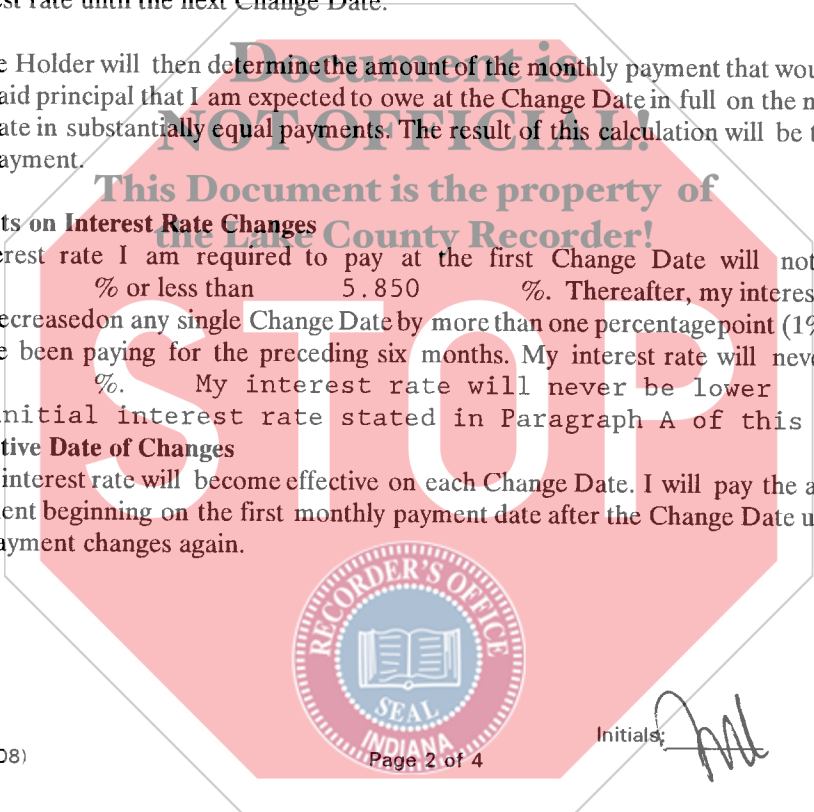 est rate until the next Change Date.
Document is
e Holder will then determinethe amount of the monthly payment that wou
aid principal that I am expected to owe at the Change Date in full on the m
NOT OFFICIAL!
ate in substantially equal payments. The result of this calculation will be t
ayment.
This Document is the property of
ts on Interest Rate Changes
the Lake County Recorder!
erest rate I am required to pay at the first Change Date will not
% or less than 5.850 %. Thereafter, my interes
ecreasedon any single Change Date by more than one percentagepoint (1%
e been paying for the preceding six months. My interest rate will neve
%. My interest rate will never be lower
nitial interest rate stated in Paragraph A of this
STOP
tive Date of Changes
interest rate will become effective on each Change Date. I will pay the a
ent beginning on the first monthly payment date after the Change Date u
ayment changes again.
RECORDER'S OFFICE
SEAL
INDIANA
Initials:
08)
Page 2 of 4